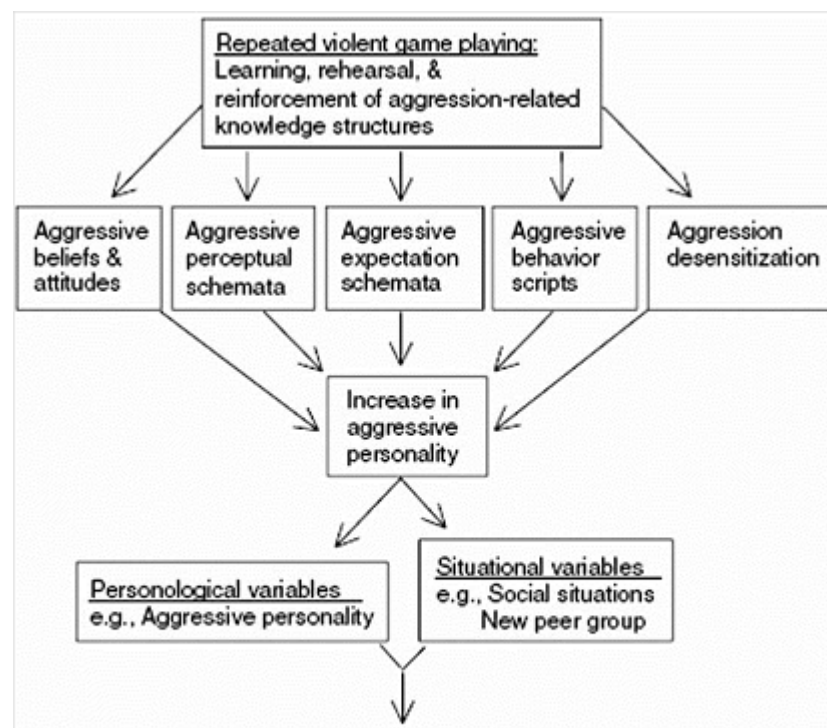 Repeated violent game playing:
Learning, rehearsal, &
reinforcement of aggression-related
knowledge structures
Aggressive
beliefs &
attitudes
Aggressive
perceptual
schemata
Aggressive
expectation
schemata
Aggressive
behavior
scripts
Aggression
desensitization
Increase in
aggressive
personality
Personological variables
e.g., Aggressive personality
Situational variables
e.g., Social situations
New peer group